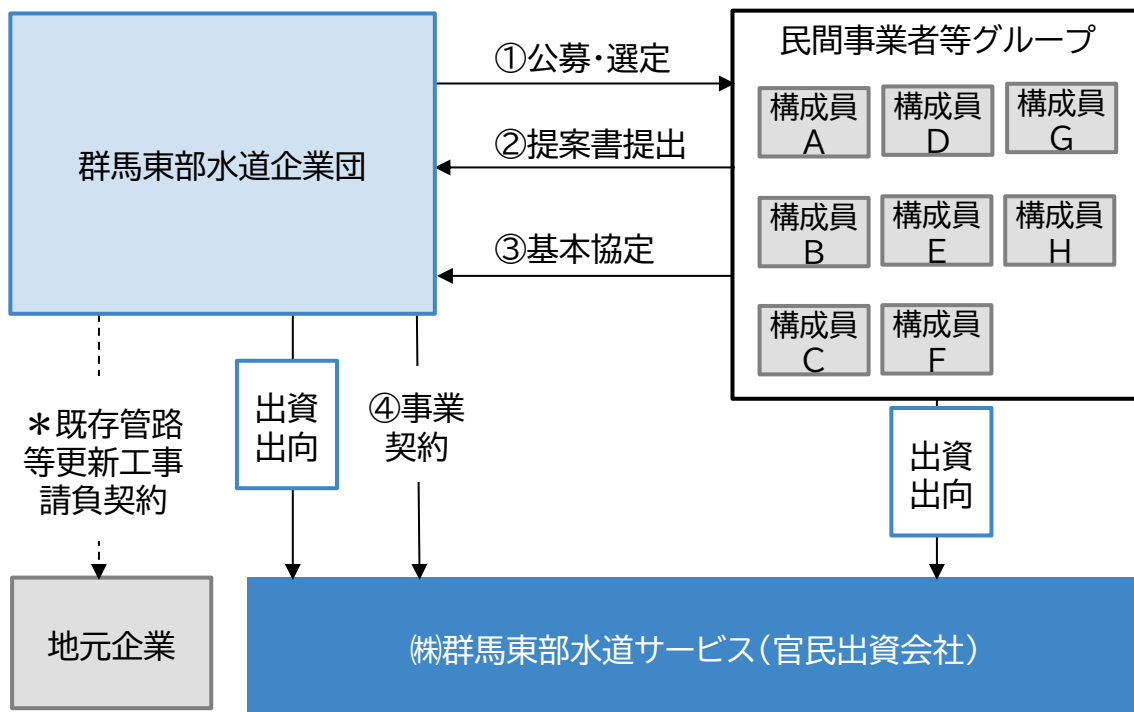 群馬東部水道企業団
①公募・選定
②提案書提出
③基本協定
民間事業者等グループ
構成員
A
構成員
D
構成員
G
構成員
B
構成員
E
構成員
H
構成員
C
構成員
F
＊既存管路
等更新工事
請負契約
出資
出向
④事業
契約
出資
出向
地元企業
㈱群馬東部水道サービス（官民出資会社）